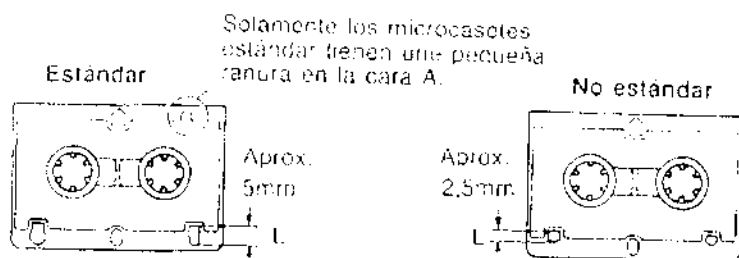 Solamente los microcasetes
estándar tienen una pequeña
ranura en la cara A.
Estándar
No estándar
Aprox.
5mm
L
Aprox.
2,5mm
L